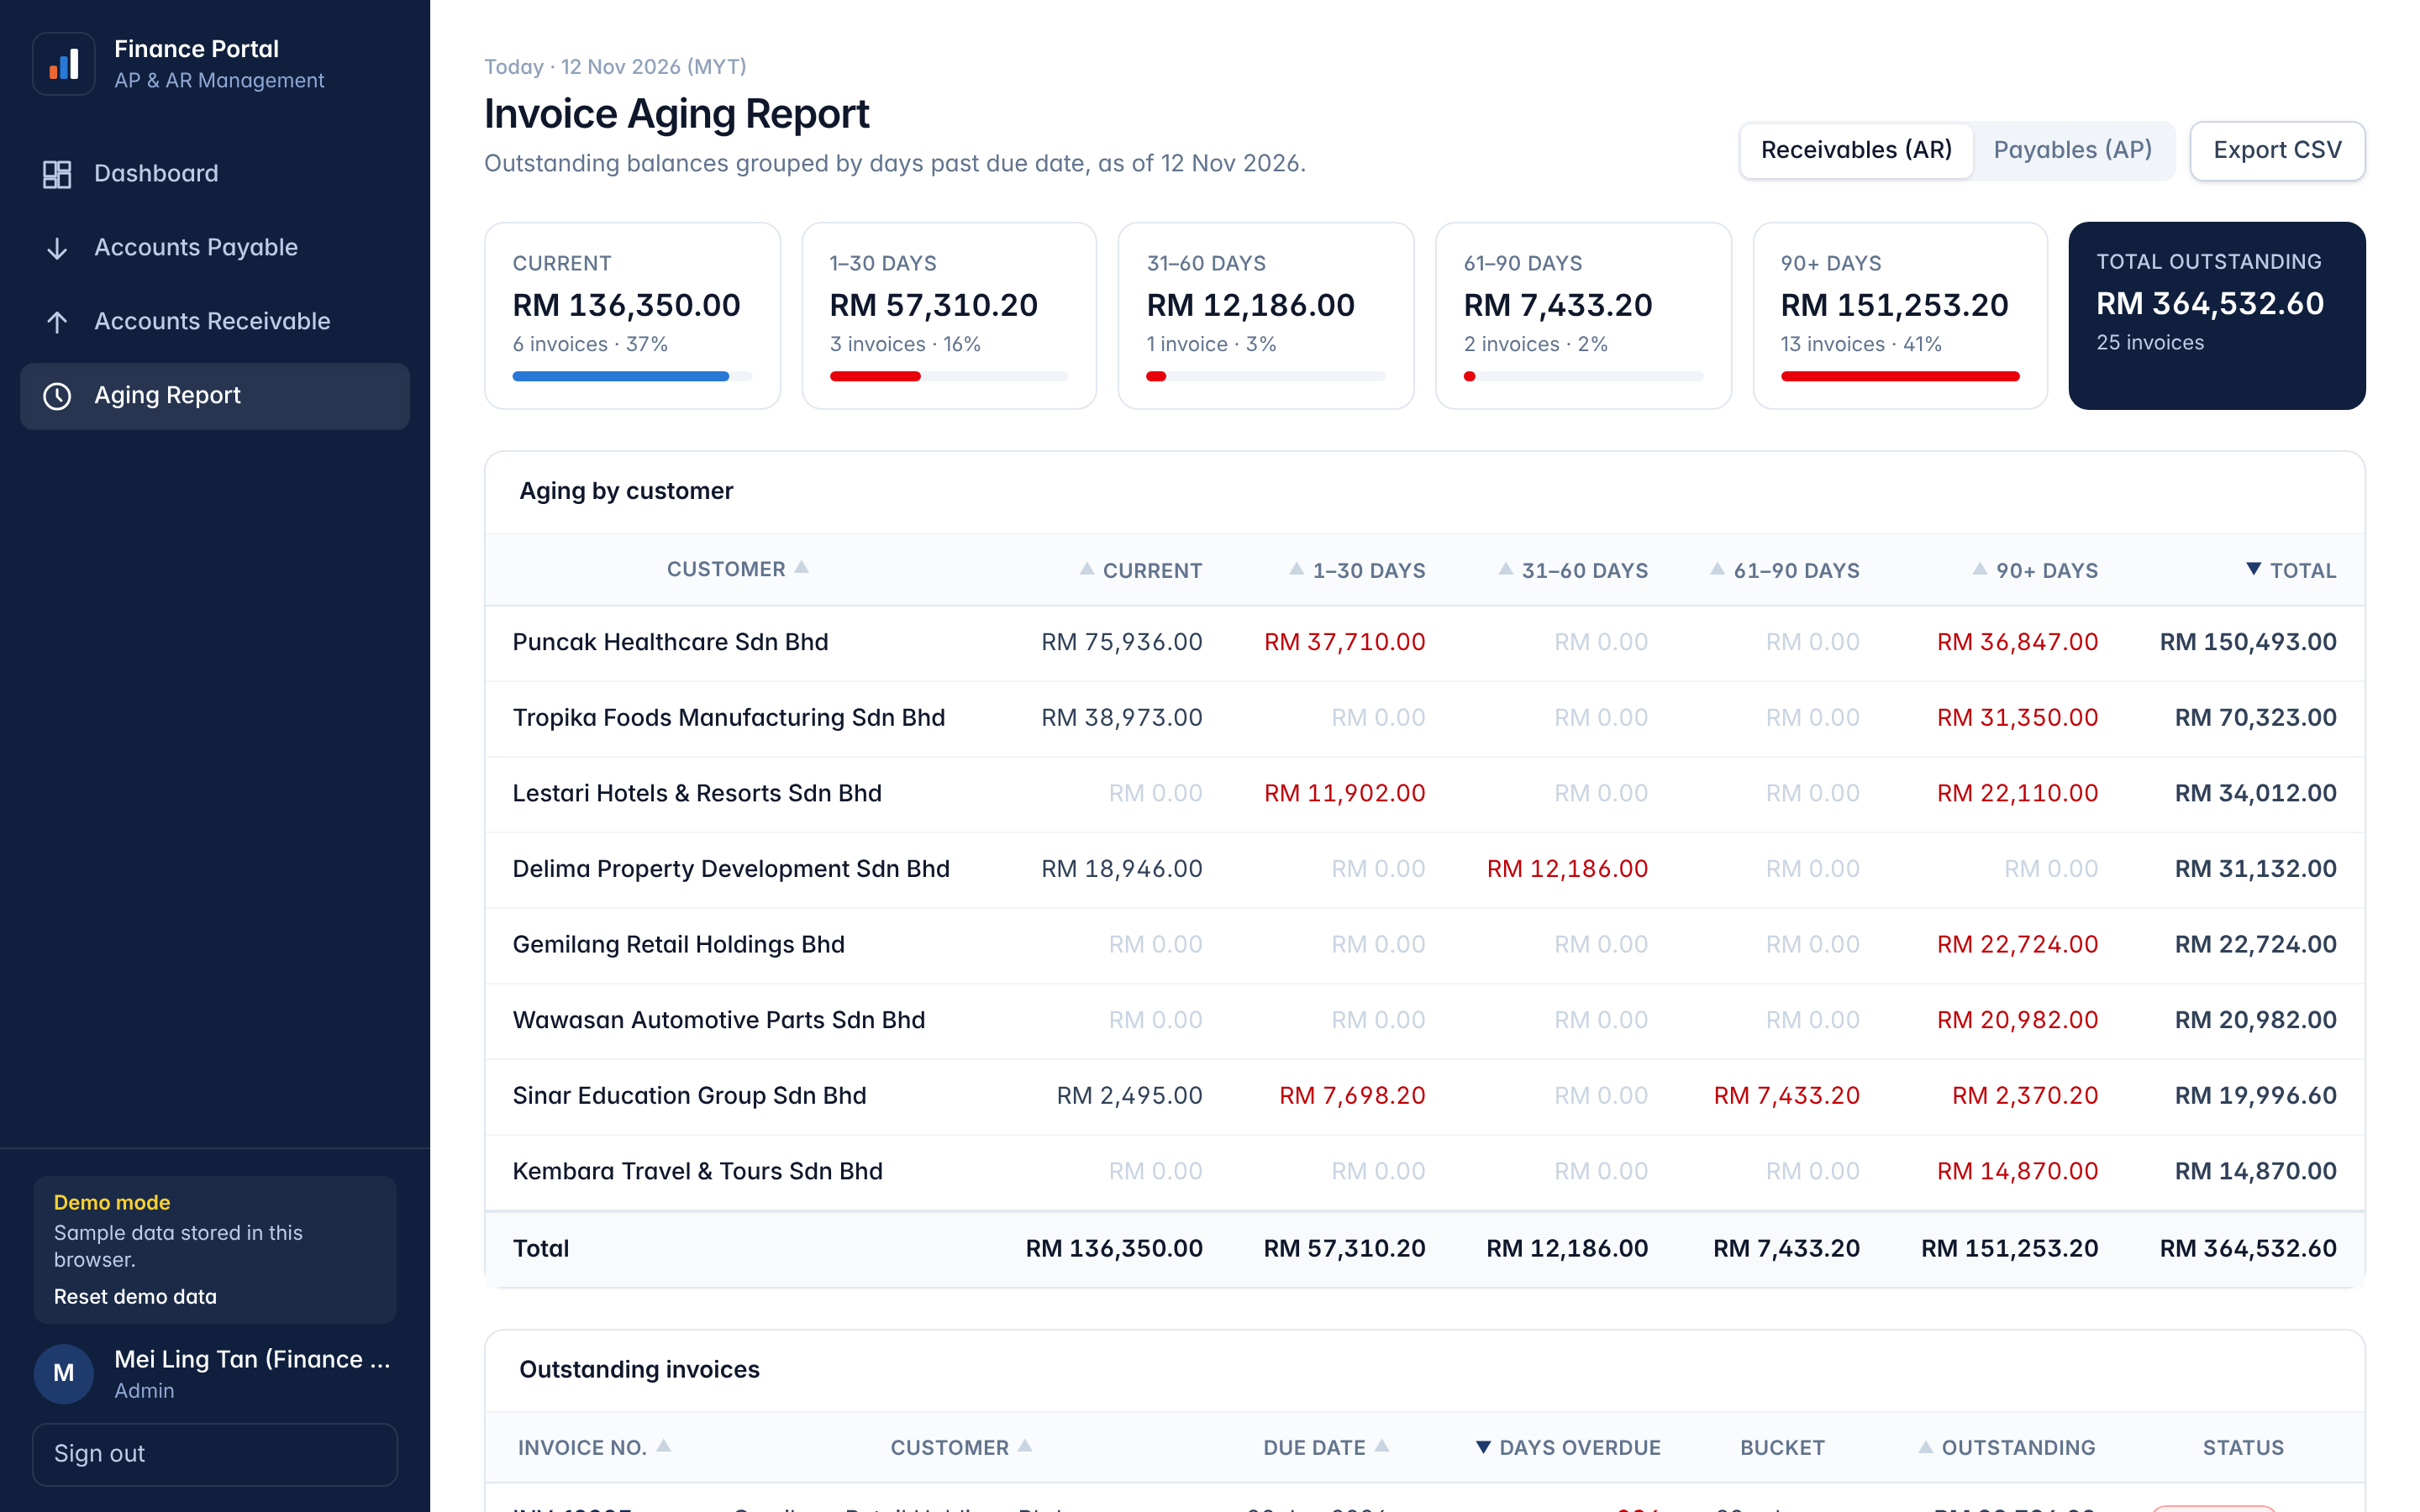 Finance Portal
AP & AR Management
Dashboard
Accounts Payable
Accounts Receivable
Aging Report
Demo mode
Sample data stored in this
browser.
Reset demo data
M
Mei Ling Tan (Finance ...
Admin
Sign out
Today · 12 Nov 2026 (MYT)
Invoice Aging Report
Outstanding balances grouped by days past due date, as of 12 Nov 2026.
Receivables (AR) Payables (AP) Export CSV
CURRENT
RM 136,350.00
6 invoices · 37%
1–30 DAYS
RM 57,310.20
3 invoices · 16%
31–60 DAYS
RM 12,186.00
1 invoice · 3%
61–90 DAYS
RM 7,433.20
2 invoices · 2%
90+ DAYS
RM 151,253.20
13 invoices · 41%
TOTAL OUTSTANDING
RM 364,532.60
25 invoices
Aging by customer
CUSTOMER ▲ ▲ CURRENT ▲ 1–30 DAYS ▲ 31–60 DAYS ▲ 61–90 DAYS ▲ 90+ DAYS ▼ TOTAL
Puncak Healthcare Sdn Bhd RM 75,936.00 RM 37,710.00 RM 0.00 RM 0.00 RM 36,847.00 RM 150,493.00
Tropika Foods Manufacturing Sdn Bhd RM 38,973.00 RM 0.00 RM 0.00 RM 0.00 RM 31,350.00 RM 70,323.00
Lestari Hotels & Resorts Sdn Bhd RM 0.00 RM 11,902.00 RM 0.00 RM 0.00 RM 22,110.00 RM 34,012.00
Delima Property Development Sdn Bhd RM 18,946.00 RM 0.00 RM 12,186.00 RM 0.00 RM 0.00 RM 31,132.00
Gemilang Retail Holdings Bhd RM 0.00 RM 0.00 RM 0.00 RM 0.00 RM 22,724.00 RM 22,724.00
Wawasan Automotive Parts Sdn Bhd RM 0.00 RM 0.00 RM 0.00 RM 0.00 RM 20,982.00 RM 20,982.00
Sinar Education Group Sdn Bhd RM 2,495.00 RM 7,698.20 RM 0.00 RM 7,433.20 RM 2,370.20 RM 19,996.60
Kembara Travel & Tours Sdn Bhd RM 0.00 RM 0.00 RM 0.00 RM 0.00 RM 14,870.00 RM 14,870.00
Total RM 136,350.00 RM 57,310.20 RM 12,186.00 RM 7,433.20 RM 151,253.20 RM 364,532.60
Outstanding invoices
INVOICE NO. ▲ CUSTOMER ▲ DUE DATE ▲ ▼ DAYS OVERDUE BUCKET ▲ OUTSTANDING STATUS